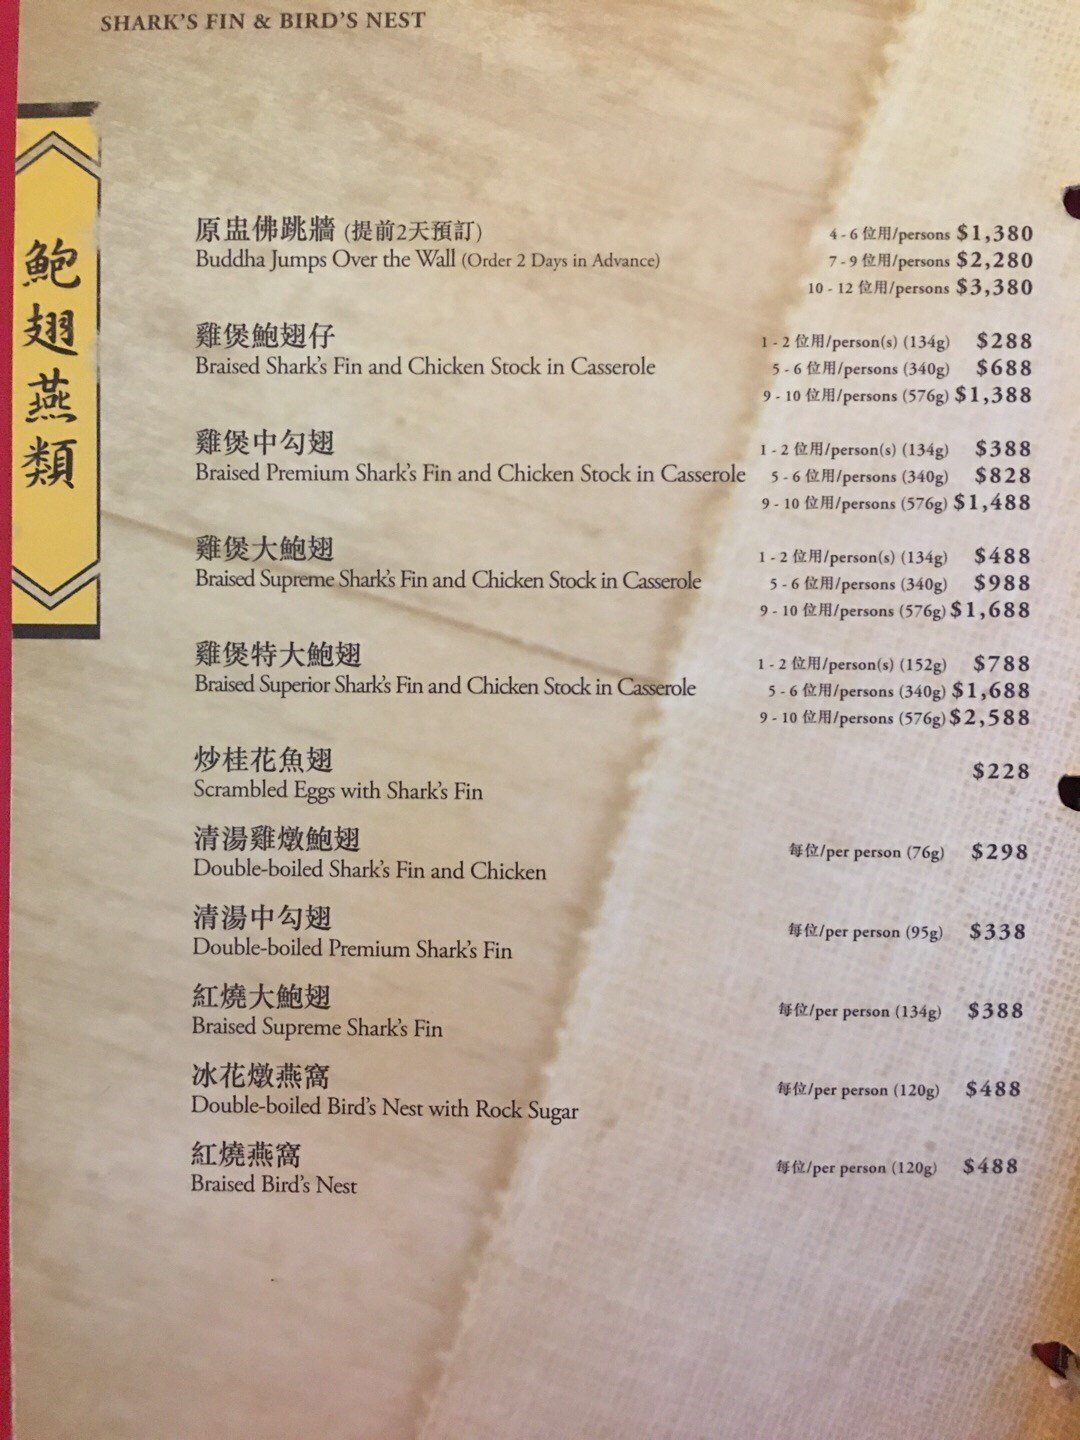 SHARK'S FIN & BIRD'S NEST
鮑翅燕類
原盅佛跳牆 (提前2天預訂)
Buddha Jumps Over the Wall (Order 2 Days in Advance)
4 - 6 位用/persons $1,380
7 - 9 位用/persons $2,280
10 - 12 位用/persons $3,380
雞煲鮑翅仔
Braised Shark's Fin and Chicken Stock in Casserole
1 - 2 位用/person(s) (134g) $288
5 - 6 位用/persons (340g) $688
9 - 10 位用/persons (576g) $1,388
雞煲中勾翅
Braised Premium Shark's Fin and Chicken Stock in Casserole
1 - 2 位用/person(s) (134g) $388
5 - 6 位用/persons (340g) $828
9 - 10 位用/persons (576g) $1,488
雞煲大鮑翅
Braised Supreme Shark's Fin and Chicken Stock in Casserole
1 - 2 位用/person(s) (134g) $488
5 - 6 位用/persons (340g) $988
9 - 10 位用/persons (576g) $1,688
雞煲特大鮑翅
Braised Superior Shark's Fin and Chicken Stock in Casserole
1 - 2 位用/person(s) (152g) $788
5 - 6 位用/persons (340g) $1,688
9 - 10 位用/persons (576g) $2,588
炒桂花魚翅
Scrambled Eggs with Shark's Fin
$228
清湯雞燉鮑翅
Double-boiled Shark's Fin and Chicken
每位/per person (76g) $298
清湯中勾翅
Double-boiled Premium Shark's Fin
每位/per person (95g) $338
紅燒大鮑翅
Braised Supreme Shark's Fin
每位/per person (134g) $388
冰花燉燕窩
Double-boiled Bird's Nest with Rock Sugar
每位/per person (120g) $488
紅燒燕窩
Braised Bird's Nest
每位/per person (120g) $488